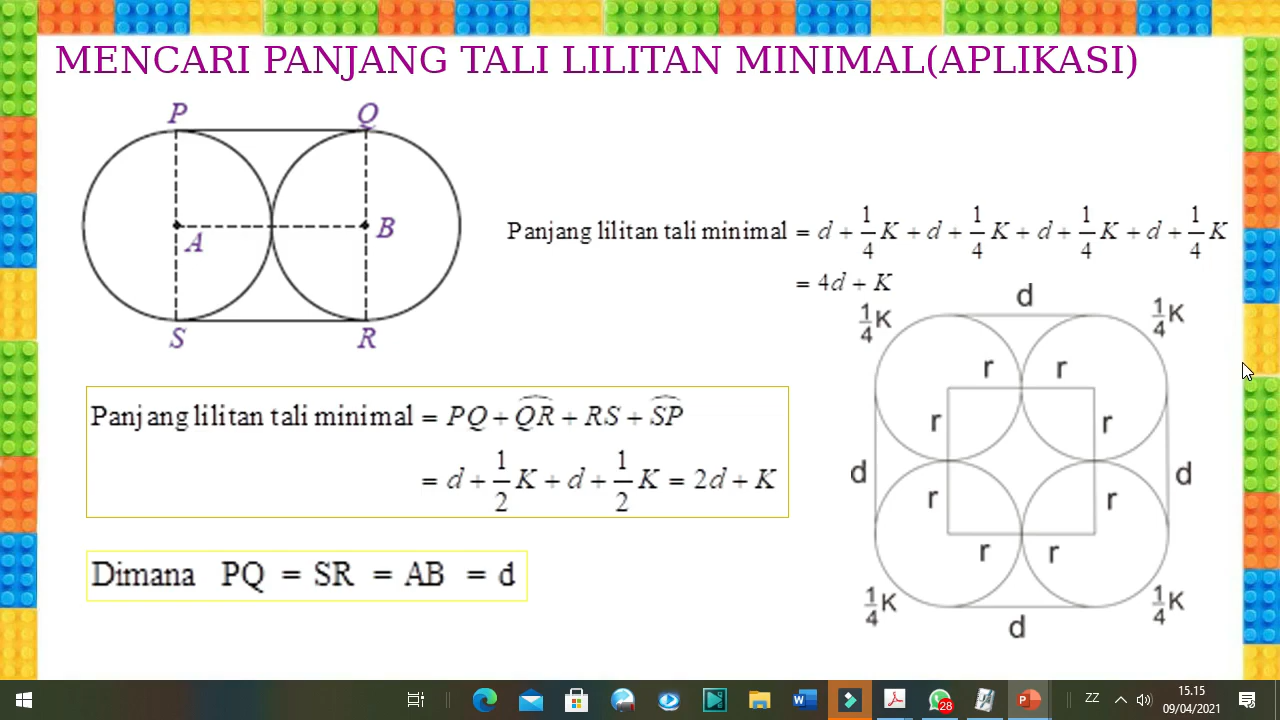 MENCARI PANJANG TALI LILITAN MINIMAL(APLIKASI)
P
Q
A
B
S
R
Panjang lilitan tali minimal = d + 1/4 K + d + 1/4 K + d + 1/4 K + d + 1/4 K
= 4d + K
d
1/4 K
1/4 K
r
r
r
r
d
d
r
r
r
r
1/4 K
1/4 K
d
Panjang lilitan tali minimal = PQ + Q͡R + RS + S͡P
= d + 1/2 K + d + 1/2 K = 2d + K
Dimana PQ = SR = AB = d
28
ZZ
15.15
09/04/2021